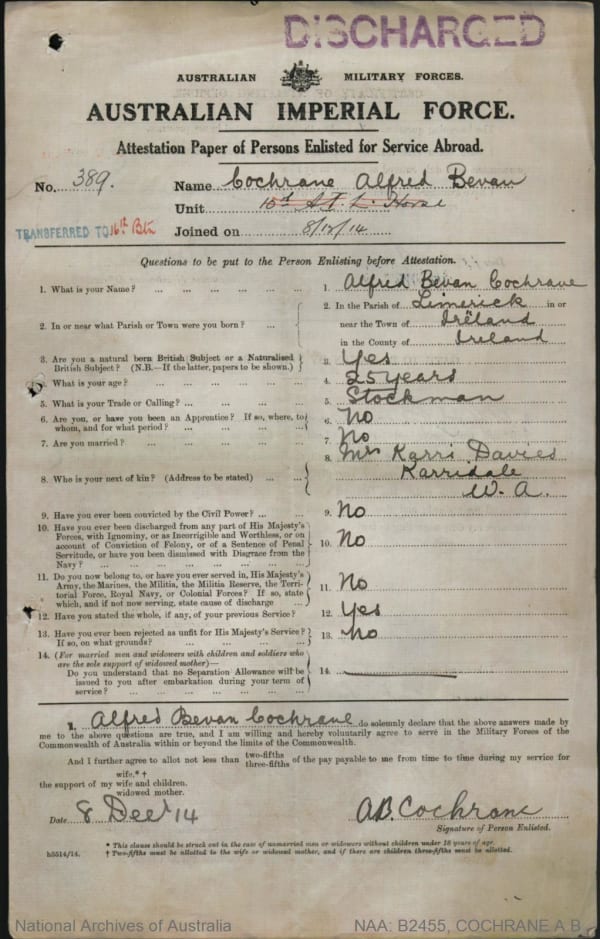 DISCHARGED
AUSTRALIAN MILITARY FORCES.
AUSTRALIAN IMPERIAL FORCE.
Attestation Paper of Persons Enlisted for Service Abroad.
No. 389. Name Cochrane Alfred Bevan
Unit 10th A. L. Horse
TRANSFERRED TO 16th Btn
Joined on 8/12/14
Questions to be put to the Person Enlisting before Attestation.
1. What is your Name? ... ... ... ... ... 1. Alfred Bevan Cochrane
2. In or near what Parish or Town were you born? ... 2. In the Parish of Limerick in or
near the Town of Ireland
in the County of Ireland
3. Are you a natural born British Subject or a Naturalised
British Subject? (N.B.—If the latter, papers to be shown.) 3. Yes
4. What is your age? ... ... ... ... ... 4. 25 years
5. What is your Trade or Calling? ... ... ... ... 5. Stockman
6. Are you, or have you been an Apprentice? If so, where, to
whom, and for what period? ... ... ... ... 6. No
7. Are you married? ... ... ... ... ... 7. No
8. Who is your next of kin? (Address to be stated) ... ... 8. Mrs Karri Davies
Karridale
W. A.
9. Have you ever been convicted by the Civil Power? ... ... 9. No
10. Have you ever been discharged from any part of His Majesty's
Forces, with Ignominy, or as Incorrigible and Worthless, or on
account of Conviction of Felony, or of a Sentence of Penal
Servitude, or have you been dismissed with Disgrace from the
Navy? ... ... ... ... ... 10. No
11. Do you now belong to, or have you ever served in, His Majesty's
Army, the Marines, the Militia, the Militia Reserve, the Terri-
torial Force, Royal Navy, or Colonial Forces? If so, state
which, and if not now serving, state cause of discharge ... 11. No
12. Have you stated the whole, if any, of your previous Service? 12. Yes
13. Have you ever been rejected as unfit for His Majesty's Service?
If so, on what grounds? ... ... ... ... 13. No
14. (For married men and widowers with children and soldiers who
are the sole support of widowed mother)—
Do you understand that no Separation Allowance will be
issued to you after embarkation during your term of
service? ... ... ... ... ... 14.
I, Alfred Bevan Cochrane do solemnly declare that the above answers made by
me to the above questions are true, and I am willing and hereby voluntarily agree to serve in the Military Forces of the
Commonwealth of Australia within or beyond the limits of the Commonwealth.
And I further agree to allot not less than two-fifths three-fifths of the pay payable to me from time to time during my service for
wife.* †
the support of my wife and children.
widowed mother.
Date 8 Decr 14 A.B. Cochrane
Signature of Person Enlisted.
* This clause should be struck out in the case of unmarried men or widowers without children under 18 years of age.
h5514/14. † Two-fifths must be allotted to the wife or widowed mother, and if there are children three-fifths must be allotted.
National Archives of Australia NAA: B2455, COCHRANE A B